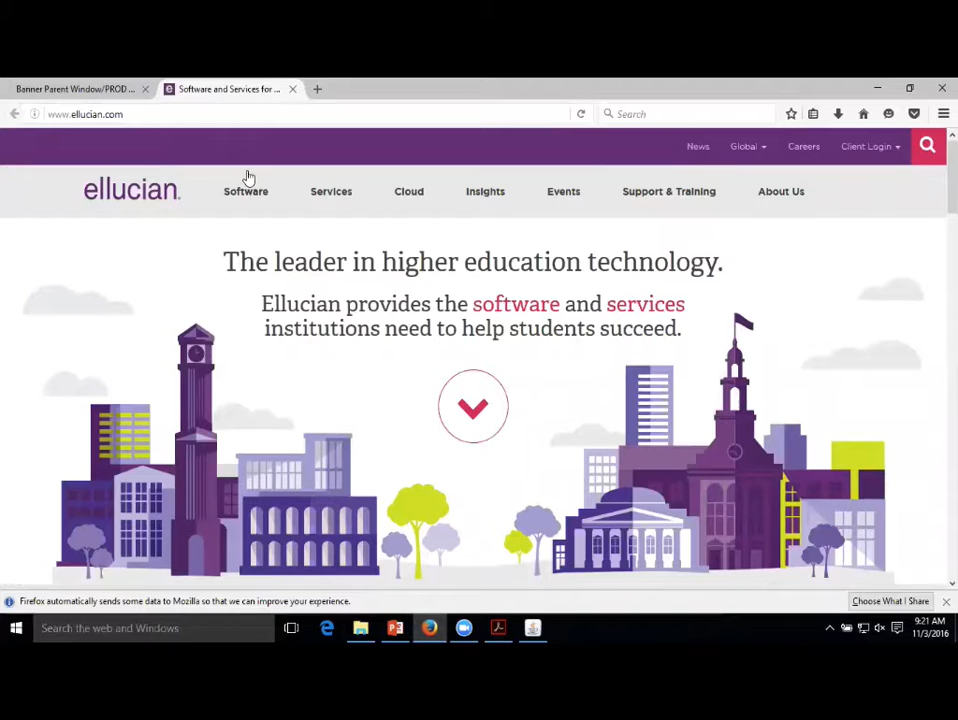 Banner Parent Window/PROD ...
Software and Services for ...
www.ellucian.com
Search
News
Global
Careers
Client Login
ellucian.
Software
Services
Cloud
Insights
Events
Support & Training
About Us
The leader in higher education technology.
Ellucian provides the software and services
institutions need to help students succeed.
Firefox automatically sends some data to Mozilla so that we can improve your experience.
Choose What I Share
Search the web and Windows
9:21 AM
11/3/2016